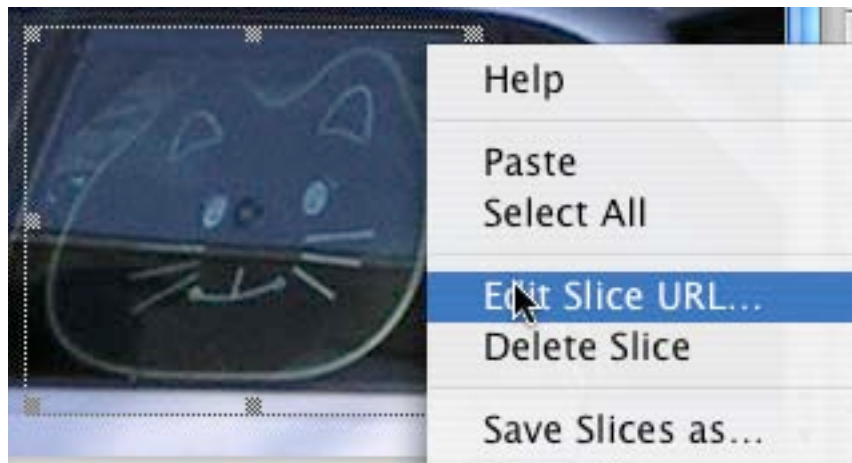 Help
Paste
Select All
Edit Slice URL...
Delete Slice
Save Slices as...